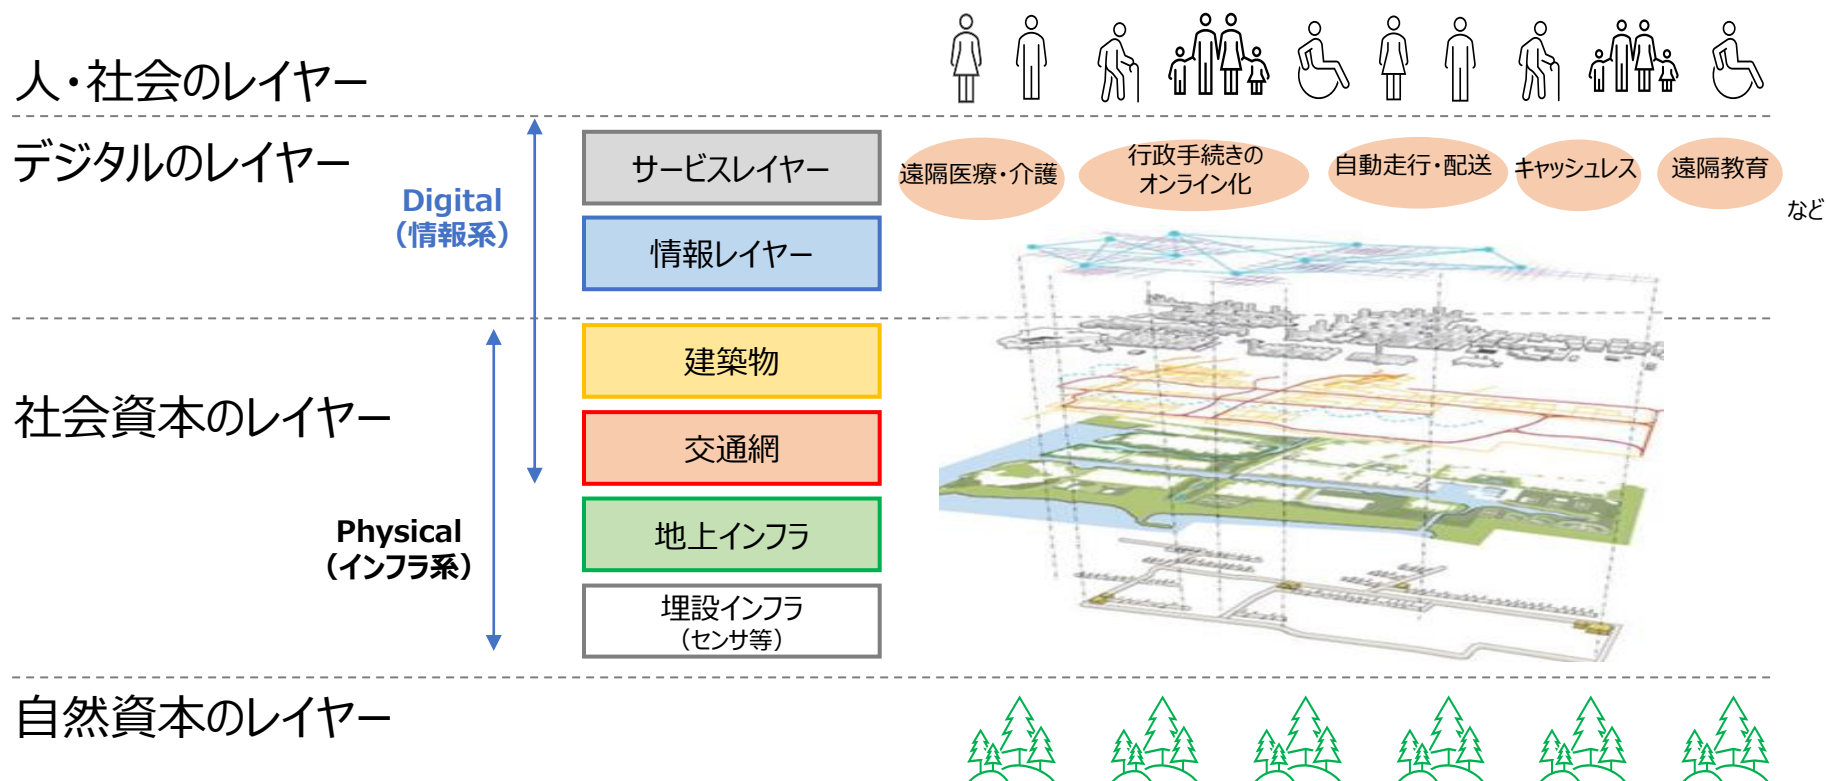 人・社会のレイヤー
デジタルのレイヤー
Digital
（情報系）
サービスレイヤー
遠隔医療・介護
行政手続きの
オンライン化
自動走行・配送
キャッシュレス
遠隔教育
など
情報レイヤー
社会資本のレイヤー
Physical
（インフラ系）
建築物
交通網
地上インフラ
埋設インフラ
（センサ等）
自然資本のレイヤー